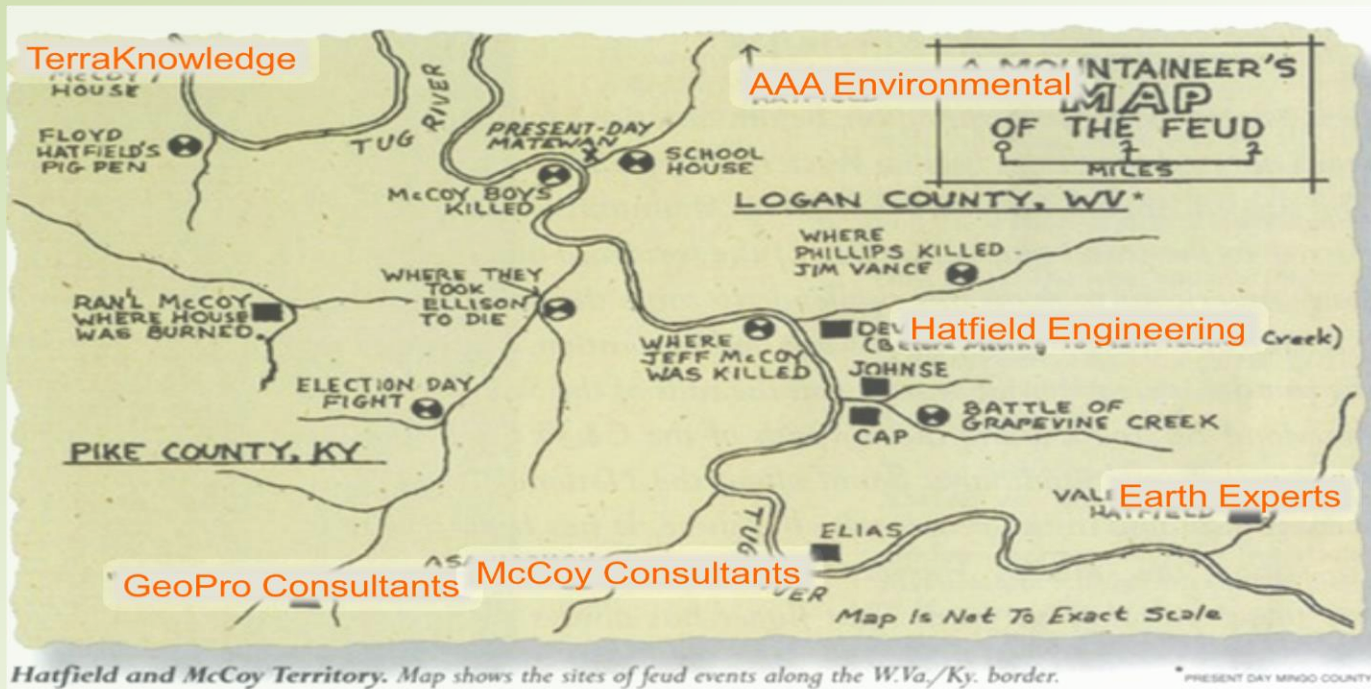 TerraKnowledge
HOUSE
FLOYD
HATFIELD'S
PIG PEN
TUG RIVER
PRESENT-DAY
MATEWAN
X
SCHOOL
HOUSE
McCOY BOYS
KILLED
AAA Environmental
A MOUNTAINEER'S
MAP
OF THE FEUD
0 1 2
MILES
LOGAN COUNTY, WV*
WHERE
PHILLIPS KILLED
JIM VANCE
WHERE THEY
TOOK
ELLISON
TO DIE
RAN'L McCOY
WHERE HOUSE
WAS BURNED
WHERE
JEFF McCOY
WAS KILLED
Hatfield Engineering
Creek)
JOHNSE
CAP
BATTLE OF
GRAPEVINE CREEK
ELECTION DAY
FIGHT
PIKE COUNTY, KY
Earth Experts
HATFIELD
ELIAS
GeoPro Consultants
McCoy Consultants
TUG
Map Is Not To Exact Scale
Hatfield and McCoy Territory. Map shows the sites of feud events along the W.Va./Ky. border.
*PRESENT DAY MINGO COUNTY